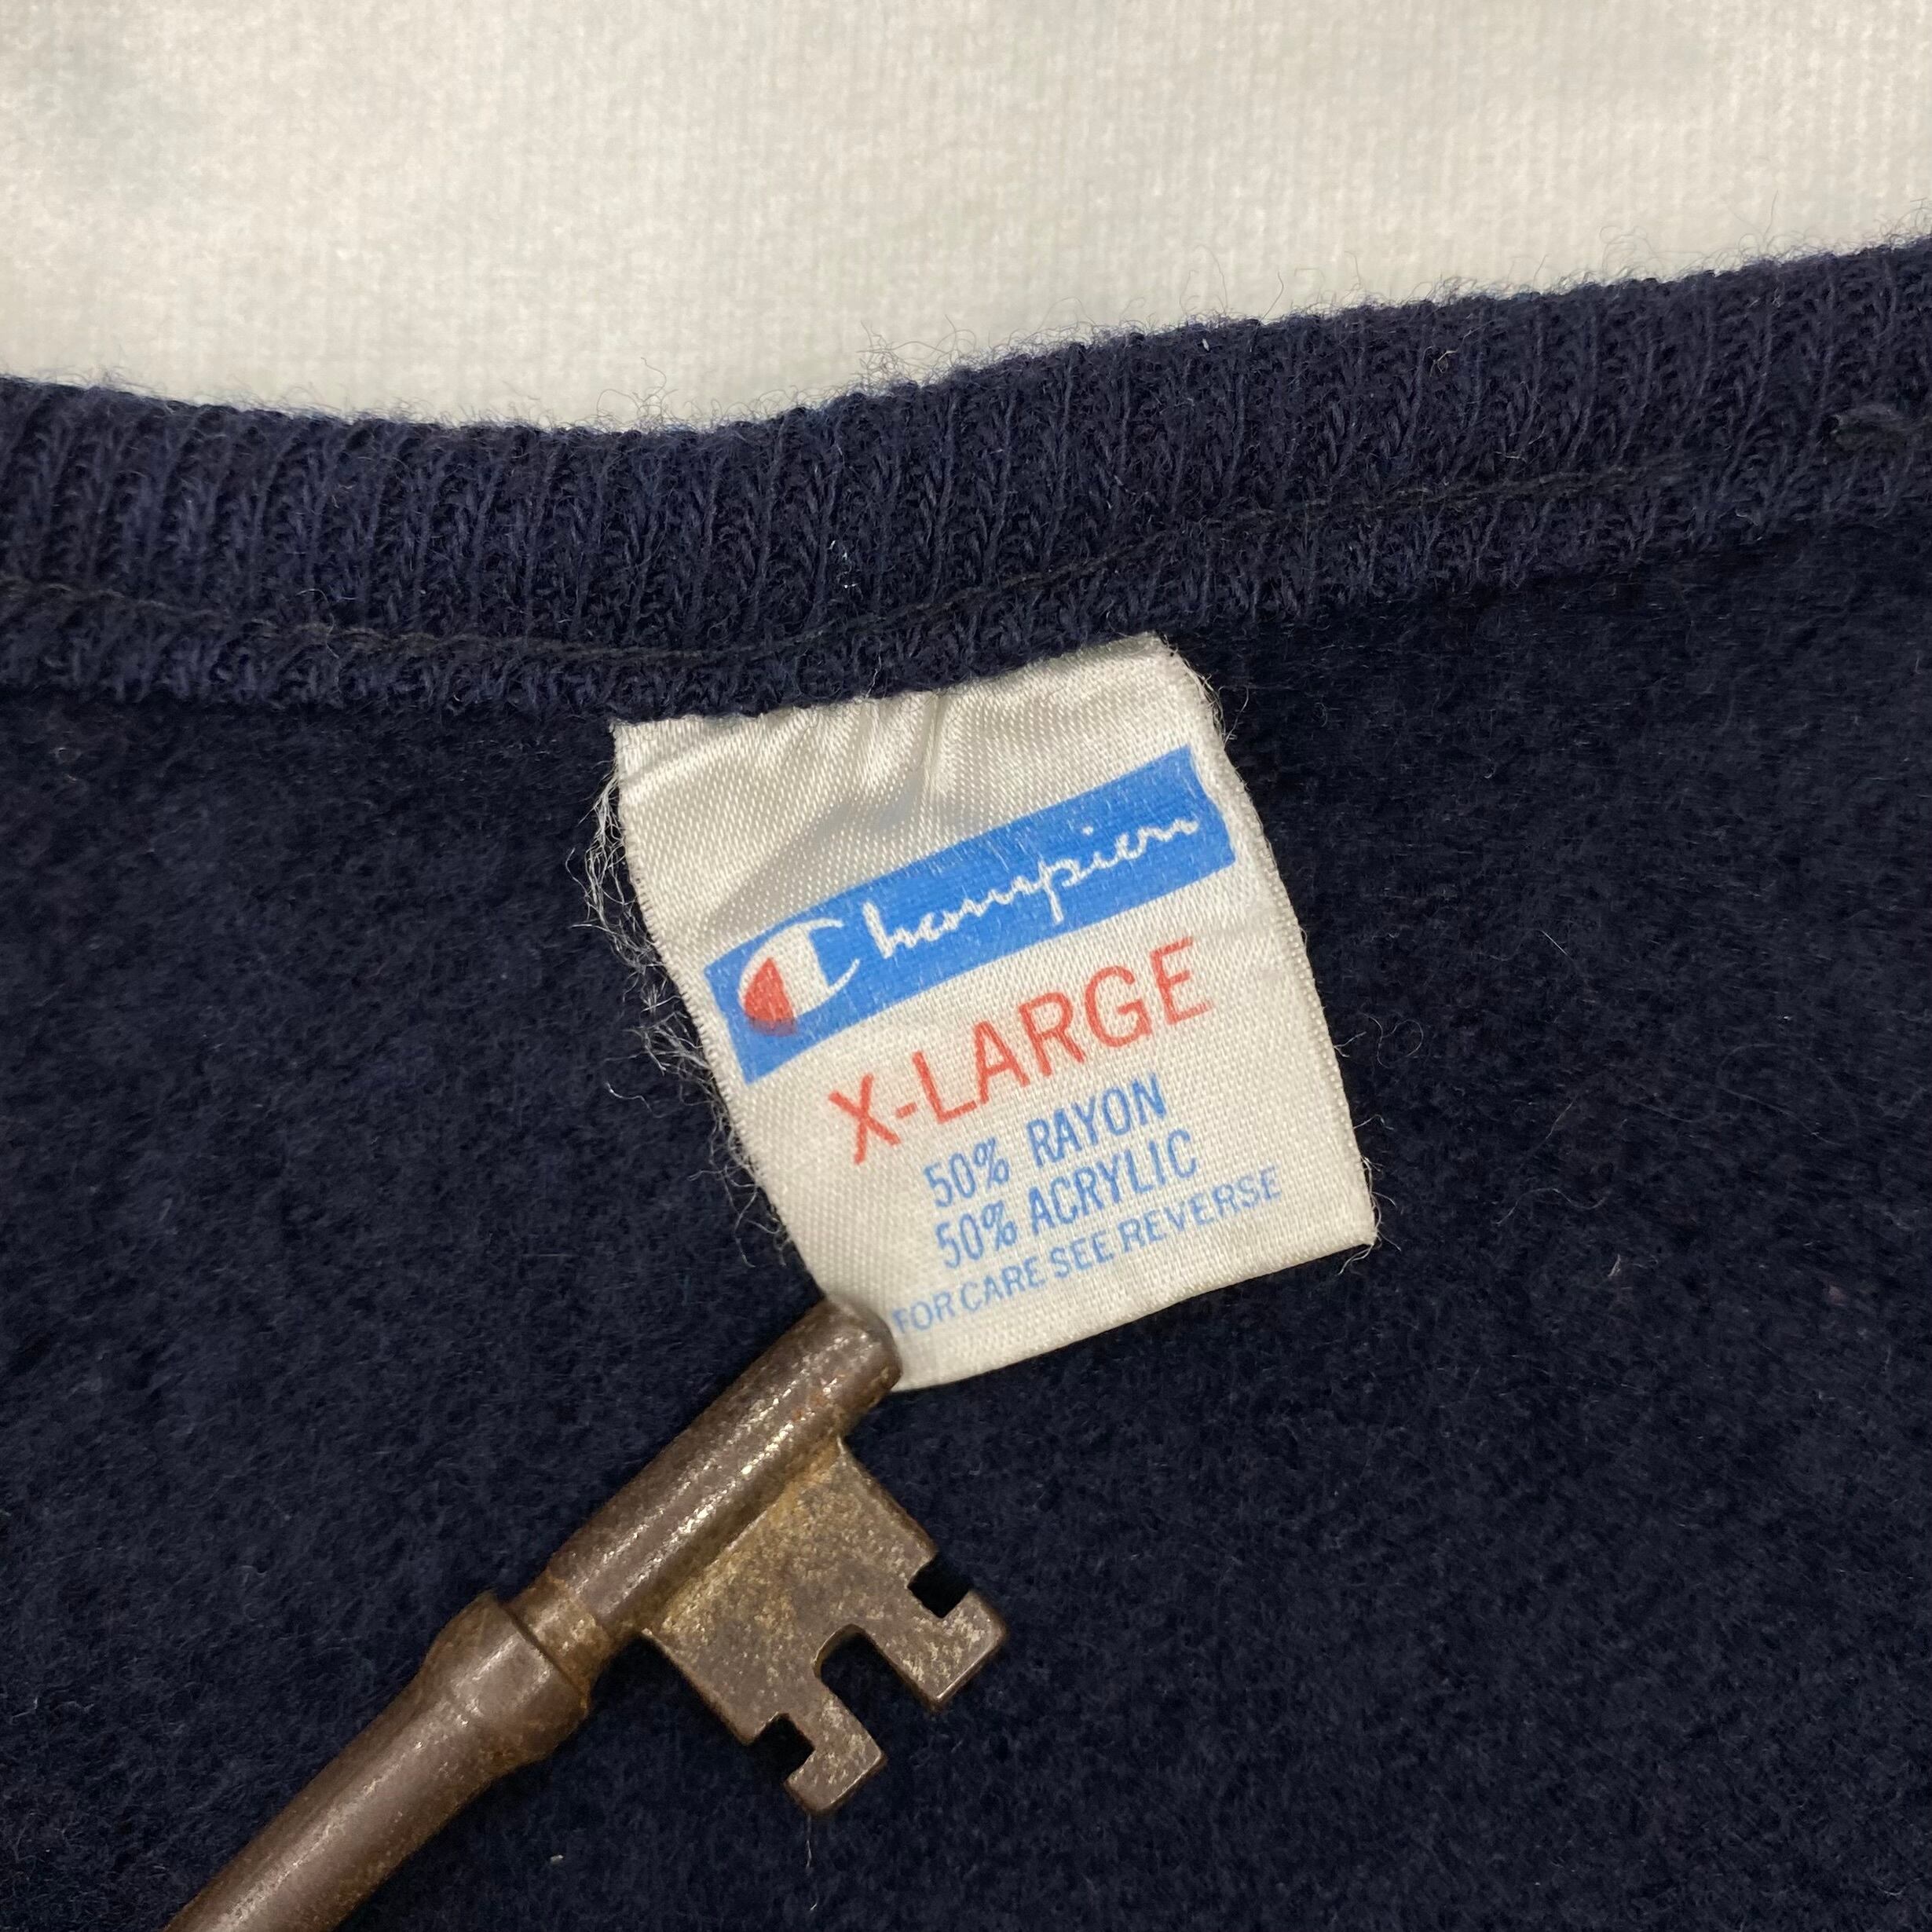 Champion
X-LARGE
50% RAYON
50% ACRYLIC
FOR CARE SEE REVERSE